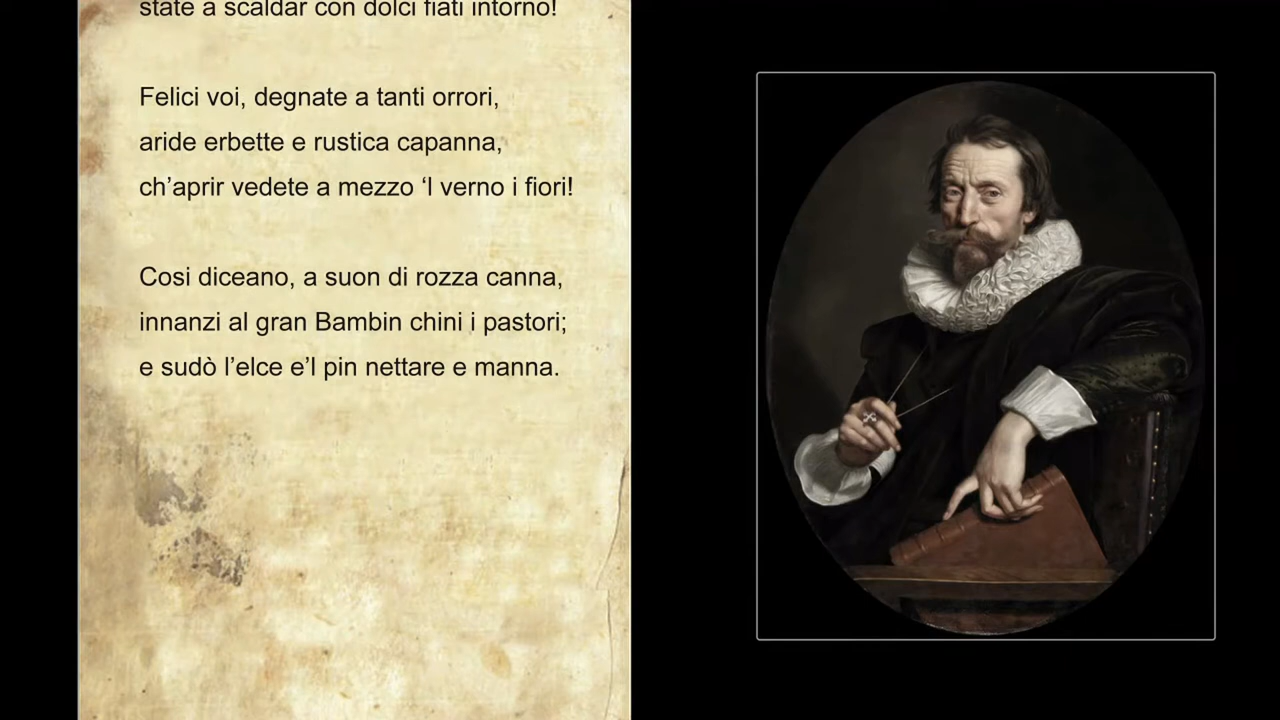 state a scaldar con dolci fiati intorno!
Felici voi, degnate a tanti orrori,
aride erbette e rustica capanna,
ch’aprir vedete a mezzo ‘l verno i fiori!
Cosi diceano, a suon di rozza canna,
innanzi al gran Bambin chini i pastori;
e sudò l’elce e’l pin nettare e manna.